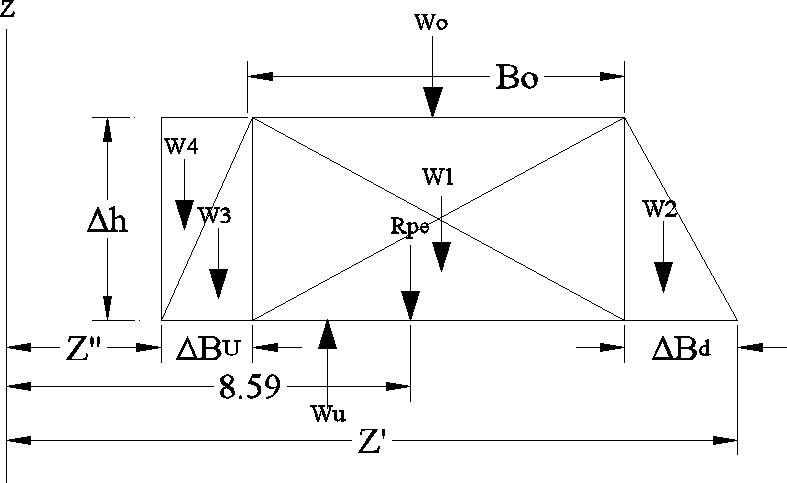 Z
Wo
Bo
W4
W1
W3
W2
Rpe
Δh
Z" ΔBU ΔBd
8.59
Wu
Z'